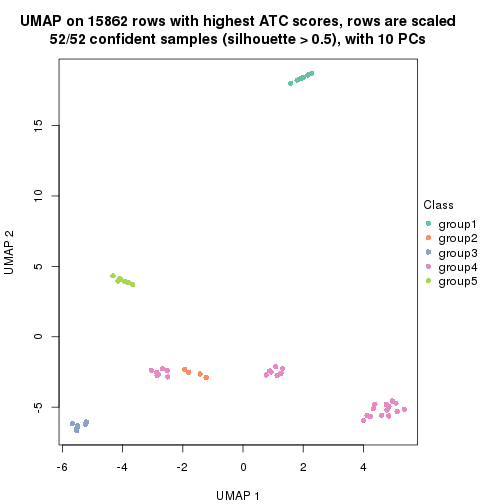 UMAP on 15862 rows with highest ATC scores, rows are scaled
52/52 confident samples (silhouette > 0.5), with 10 PCs
15
10
5
0
-5
UMAP 2
-6
-4
-2
0
2
4
UMAP 1
Class
group1
group2
group3
group4
group5